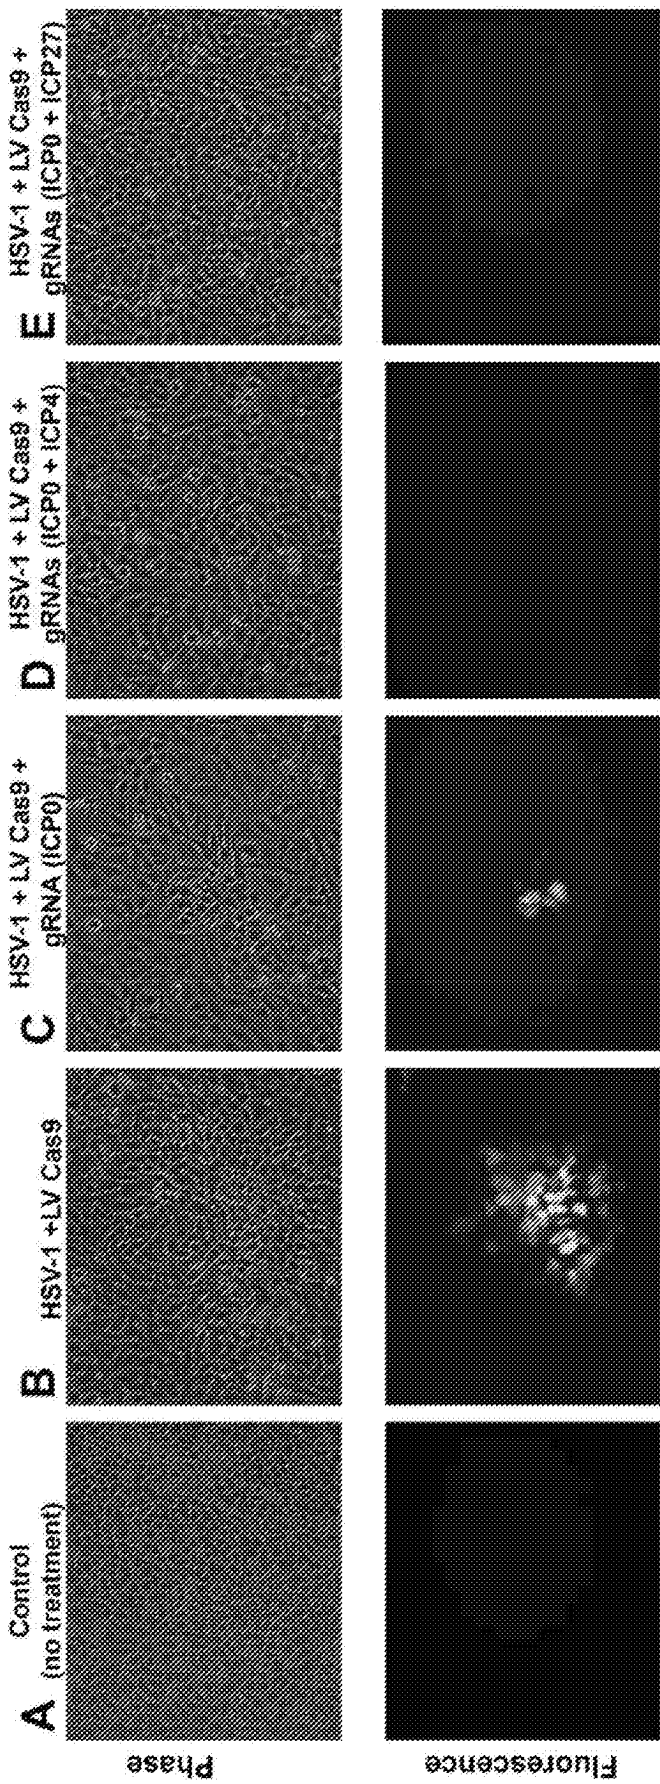 A
Control
(no treatment)
B
HSV-1 +LV Cas9
C
HSV-1 + LV Cas9 +
gRNA (ICP0)
D
HSV-1 + LV Cas9 +
gRNAs (ICP0 + ICP4)
E
HSV-1 + LV Cas9 +
gRNAs (ICP0 + ICP27)
Phase
Fluorescence